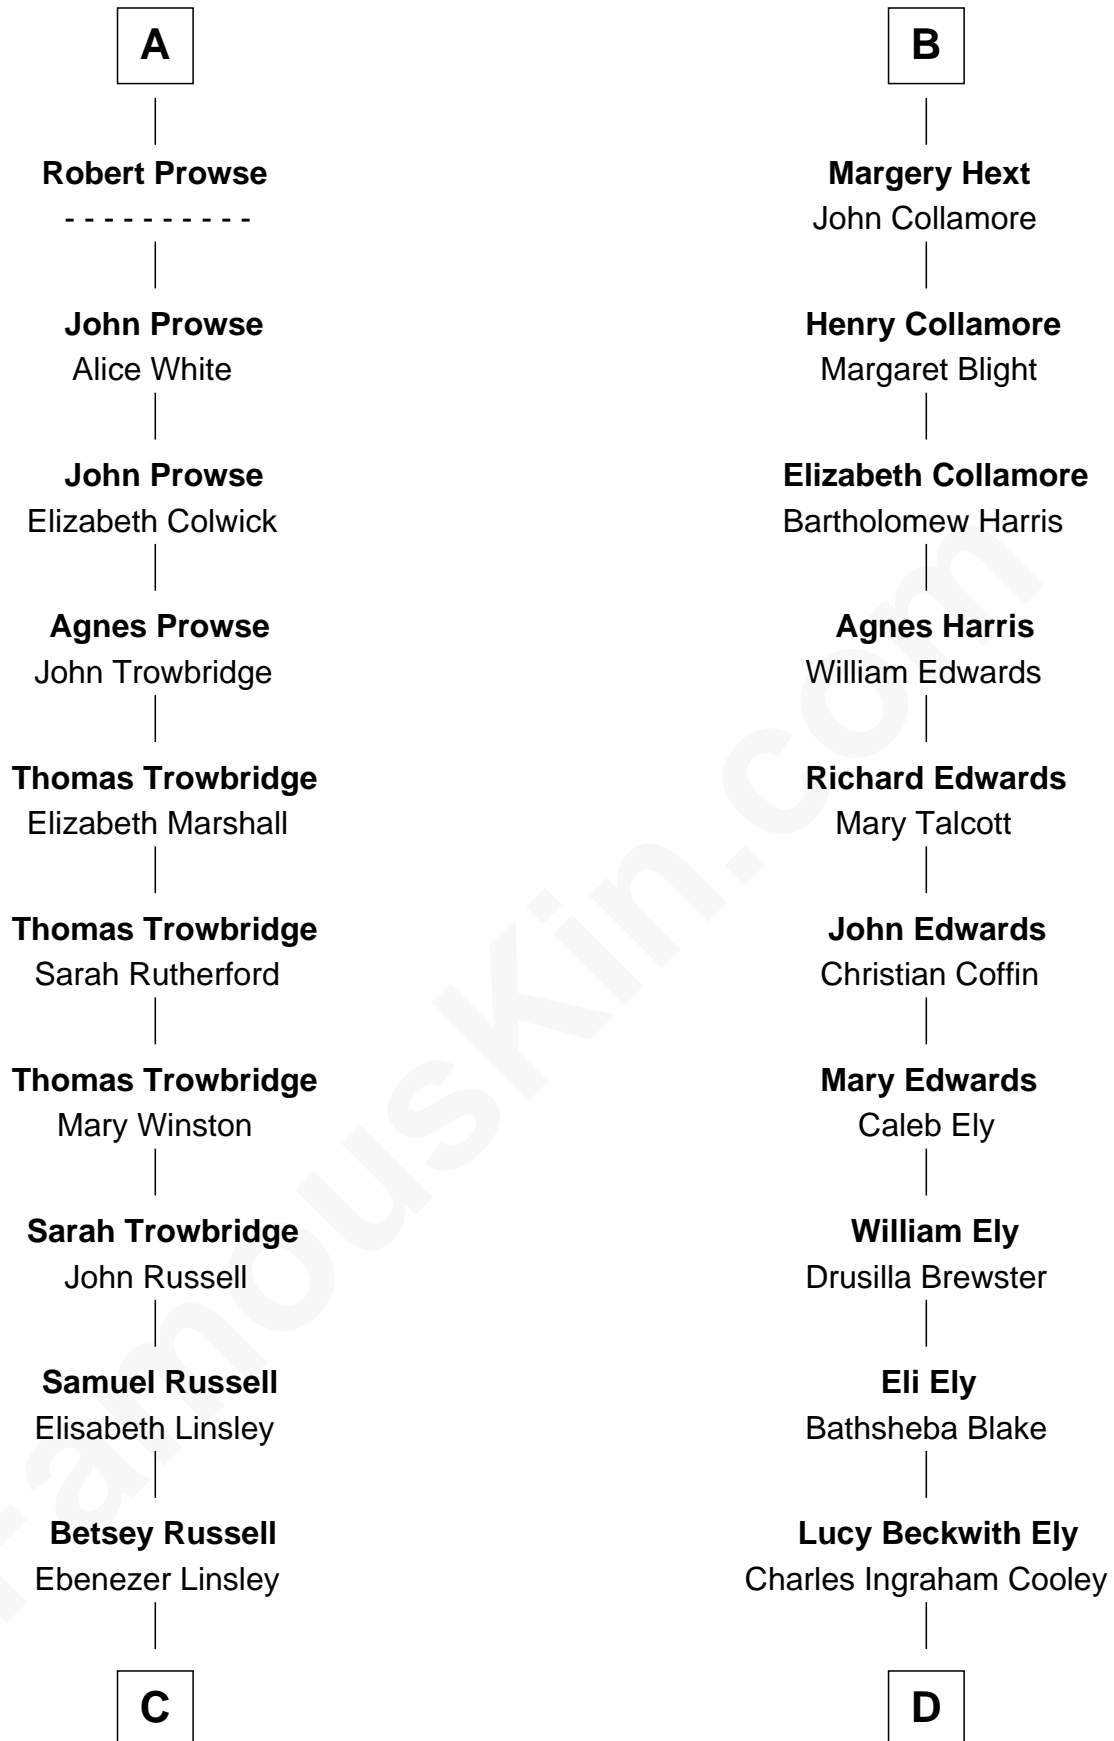 A
Robert Prowse
- - - - - - - - - -
John Prowse
Alice White
John Prowse
Elizabeth Colwick
Agnes Prowse
John Trowbridge
Thomas Trowbridge
Elizabeth Marshall
Thomas Trowbridge
Sarah Rutherford
Thomas Trowbridge
Mary Winston
Sarah Trowbridge
John Russell
Samuel Russell
Elisabeth Linsley
Betsey Russell
Ebenezer Linsley
C
B
Margery Hext
John Collamore
Henry Collamore
Margaret Blight
Elizabeth Collamore
Bartholomew Harris
Agnes Harris
William Edwards
Richard Edwards
Mary Talcott
John Edwards
Christian Coffin
Mary Edwards
Caleb Ely
William Ely
Drusilla Brewster
Eli Ely
Bathsheba Blake
Lucy Beckwith Ely
Charles Ingraham Cooley
D
FamousKin.com